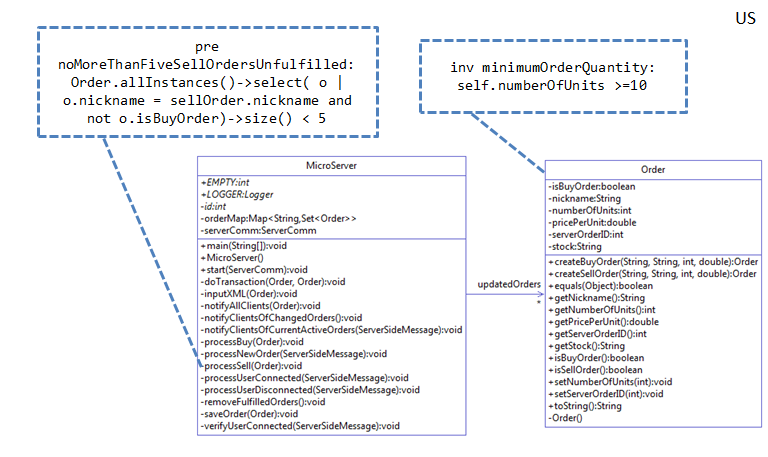 US
pre
noMoreThanFiveSellOrdersUnfulfilled:
Order.allInstances()->select( o |
o.nickname = sellOrder.nickname and
not o.isBuyOrder)->size() < 5
inv minimumOrderQuantity:
self.numberOfUnits >=10
MicroServer
+EMPTY:int
+LOGGER:Logger
-id:int
-orderMap:Map<String,Set<Order>>
-serverComm:ServerComm
+main(String[]):void
+MicroServer()
+start(ServerComm):void
-doTransaction(Order, Order):void
-inputXML(Order):void
-notifyAllClients(Order):void
-notifyClientsOfChangedOrders():void
-notifyClientsOfCurrentActiveOrders(ServerSideMessage):void
-processBuy(Order):void
-processNewOrder(ServerSideMessage):void
-processSell(Order):void
-processUserConnected(ServerSideMessage):void
-processUserDisconnected(ServerSideMessage):void
-removeFulfilledOrders():void
-saveOrder(Order):void
-verifyUserConnected(ServerSideMessage):void
updatedOrders
*
Order
-isBuyOrder:boolean
-nickname:String
-numberOfUnits:int
-pricePerUnit:double
-serverOrderID:int
-stock:String
+createBuyOrder(String, String, int, double):Order
+createSellOrder(String, String, int, double):Order
+equals(Object):boolean
+getNickname():String
+getNumberOfUnits():int
+getPricePerUnit():double
+getServerOrderID():int
+getStock():String
+isBuyOrder():boolean
+isSellOrder():boolean
+setNumberOfUnits(int):void
+setServerOrderID(int):void
+toString():String
-Order()